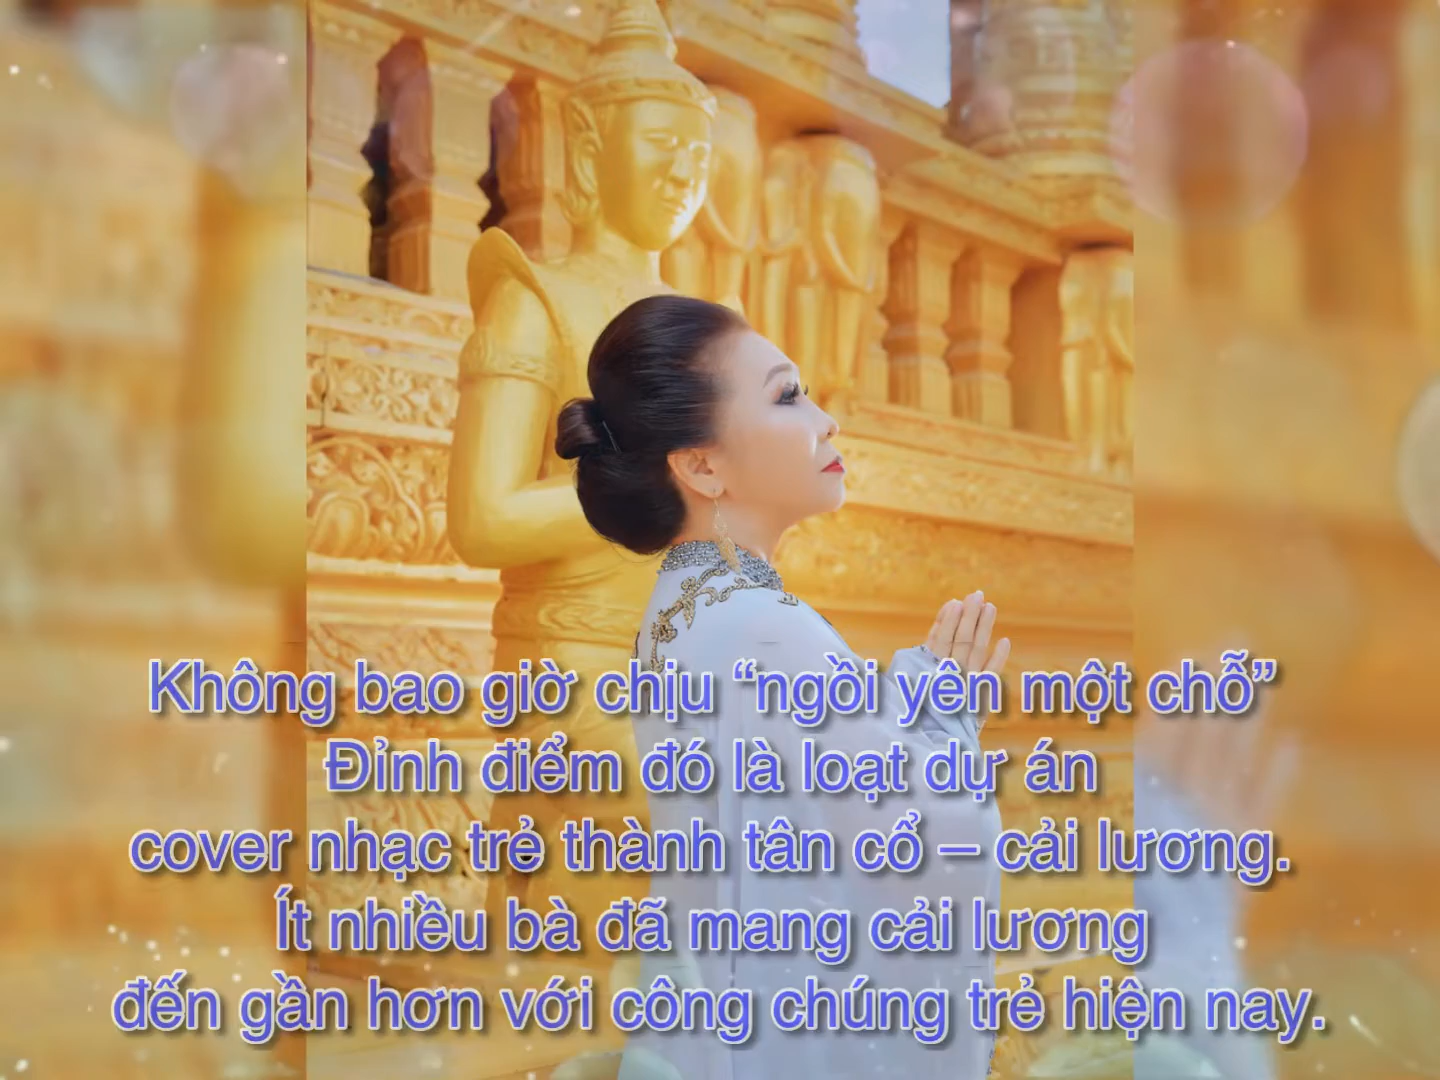 Không bao giờ chịu “ngồi yên một chỗ”
Đỉnh điểm đó là loạt dự án
cover nhạc trẻ thành tân cổ – cải lương.
Ít nhiều bà đã mang cải lương
đến gần hơn với công chúng trẻ hiện nay.